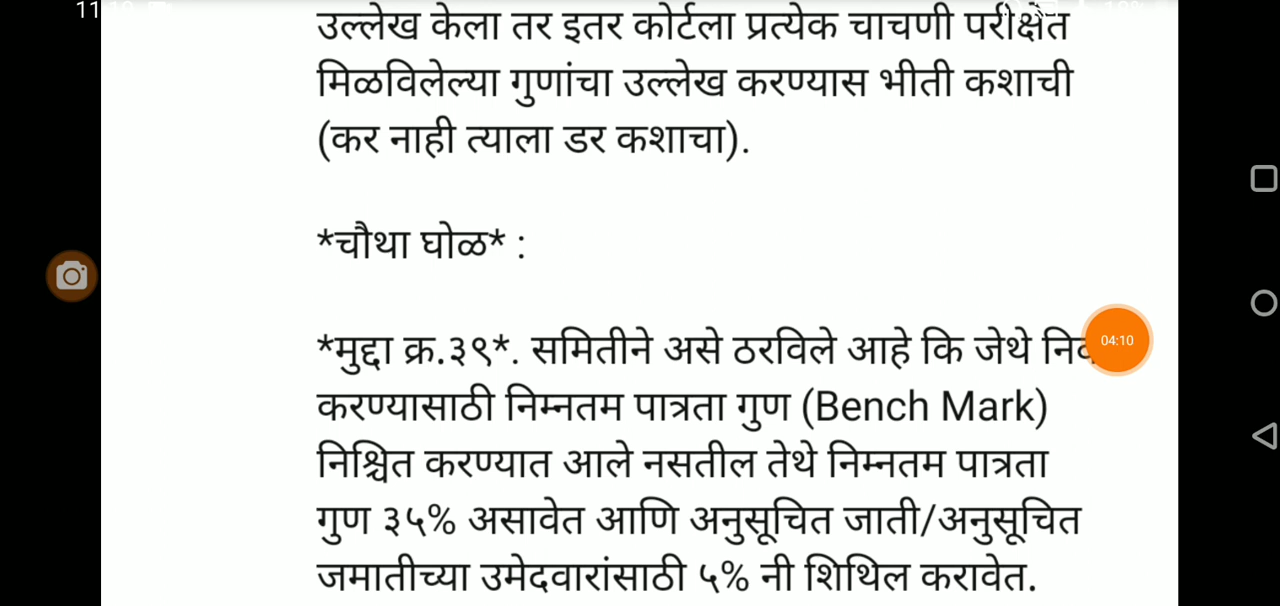 उल्लेख केला तर इतर कोर्टला प्रत्येक चाचणी परीक्षेत
मिळविलेल्या गुणांचा उल्लेख करण्यास भीती कशाची
(कर नाही त्याला डर कशाचा).
*चौथा घोळ* :
*मुद्दा क्र.३९*. समितीने असे ठरविले आहे कि जेथे
04:10
करण्यासाठी निम्नतम पात्रता गुण (Bench Mark)
निश्चित करण्यात आले नसतील तेथे निम्नतम पात्रता
गुण ३५% असावेत आणि अनुसूचित जाती/अनुसूचित
जमातीच्या उमेदवारांसाठी ५% नी शिथिल करावेत.